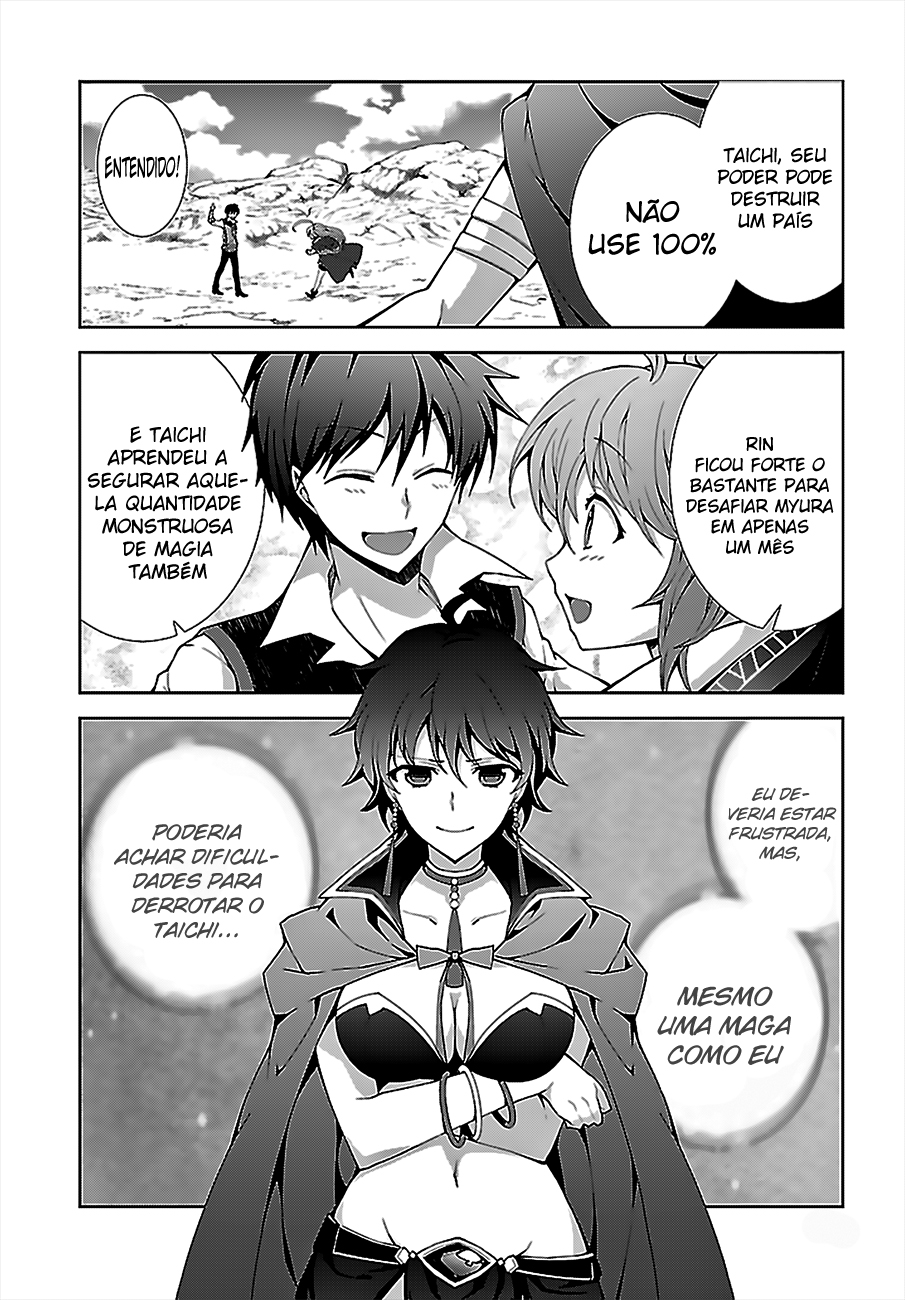 TAICHI, SEU
PODER PODE
DESTRUIR
UM PAÍS
NÃO
USE 100%
ENTENDIDO!
RIN
FICOU FORTE O
BASTANTE PARA
DESAFIAR MYURA
EM APENAS
UM MÊS
E TAICHI
APRENDEU A
SEGURAR AQUE-
LA QUANTIDADE
MONSTRUOSA
DE MAGIA
TAMBÉM
EU DE-
VERIA ESTAR
FRUSTRADA,
MAS,
MESMO
UMA MAGA
COMO EU
PODERIA
ACHAR DIFICUL-
DADES PARA
DERROTAR O
TAICHI...